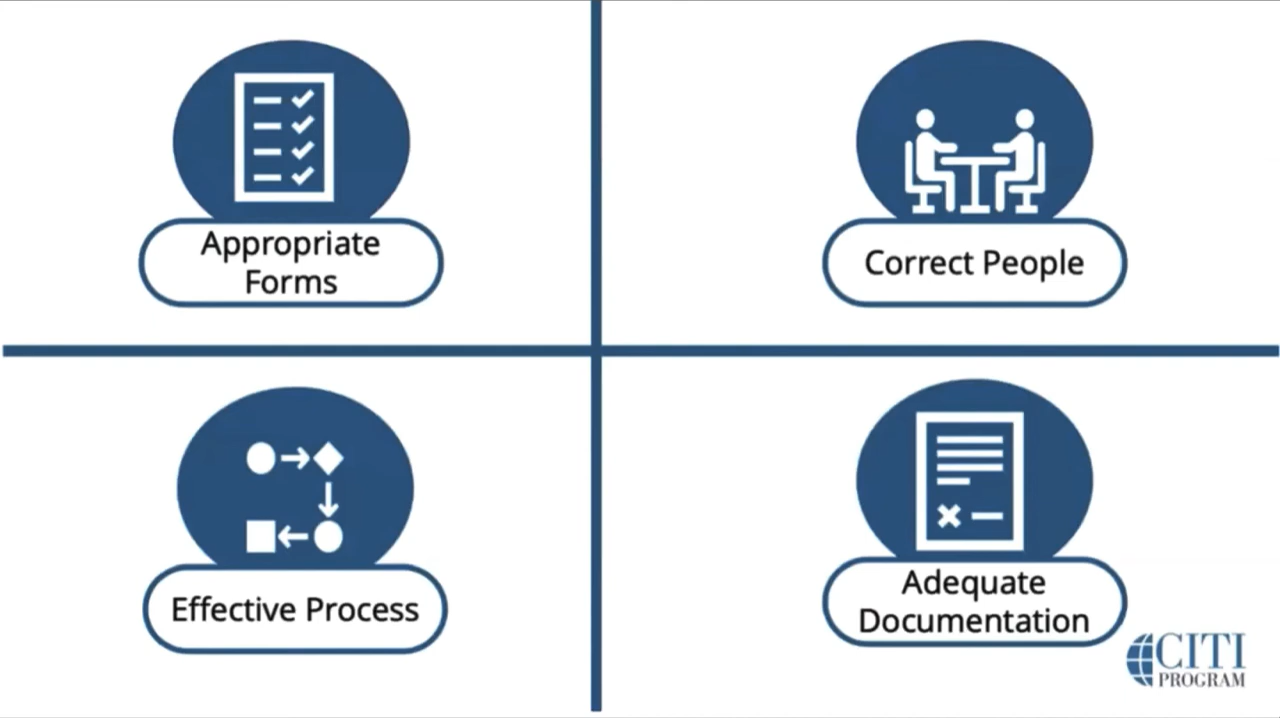 Appropriate
Forms
Correct People
Effective Process
Adequate
Documentation
CITI
PROGRAM